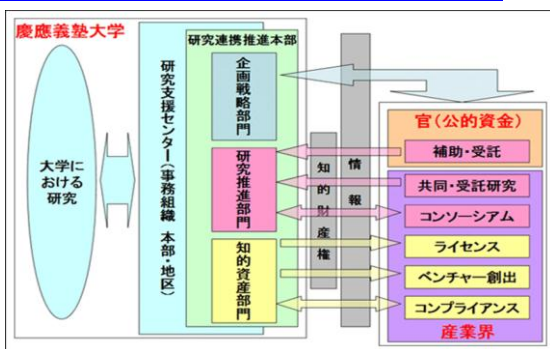 慶應義塾大学
研究連携推進本部
企画戦略部門
研究推進部門
知的資産部門
研究支援センター(事務組織 本部・地区)
大学に
おける
研究
知的財産権
情報
官(公的資金)
補助・受託
共同・受託研究
コンソーシアム
ライセンス
ベンチャー創出
コンプライアンス
産業界